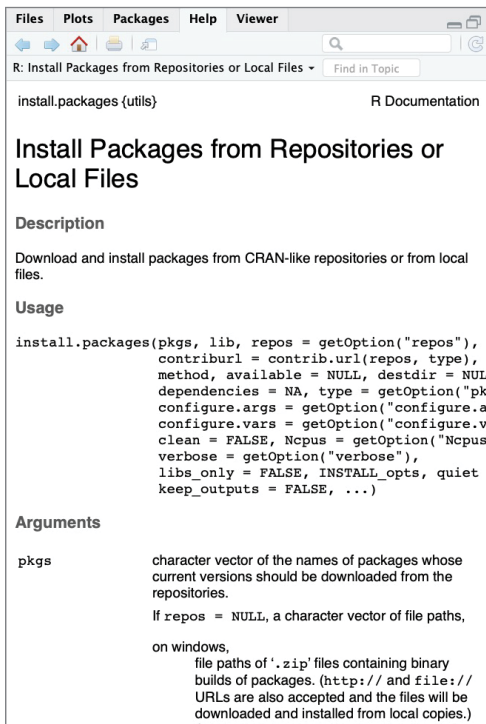 Files Plots Packages Help Viewer
R: Install Packages from Repositories or Local Files Find in Topic
install.packages {utils} R Documentation
Install Packages from Repositories or
Local Files
Description
Download and install packages from CRAN-like repositories or from local
files.
Usage
install.packages(pkgs, lib, repos = getOption("repos"),
contriburl = contrib.url(repos, type),
method, available = NULL, destdir = NUL
dependencies = NA, type = getOption("pk
configure.args = getOption("configure.a
configure.vars = getOption("configure.v
clean = FALSE, Ncpus = getOption("Ncpus
verbose = getOption("verbose"),
libs_only = FALSE, INSTALL_opts, quiet
keep_outputs = FALSE, ...)
Arguments
pkgs character vector of the names of packages whose
current versions should be downloaded from the
repositories.
If repos = NULL, a character vector of file paths,
on windows,
file paths of ‘.zip’ files containing binary
builds of packages. (http:// and file://
URLs are also accepted and the files will be
downloaded and installed from local copies.)